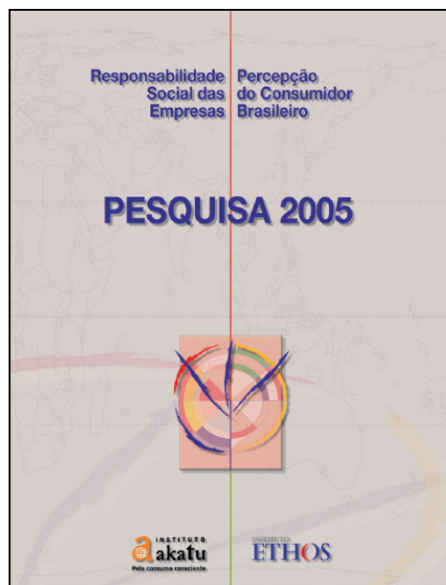 Responsabilidade
Social das
Empresas
Percepção
do Consumidor
Brasileiro
PESQUISA 2005
INSTITUTO
akatu
Pelo consumo consciente
INSTITUTO
ETHOS